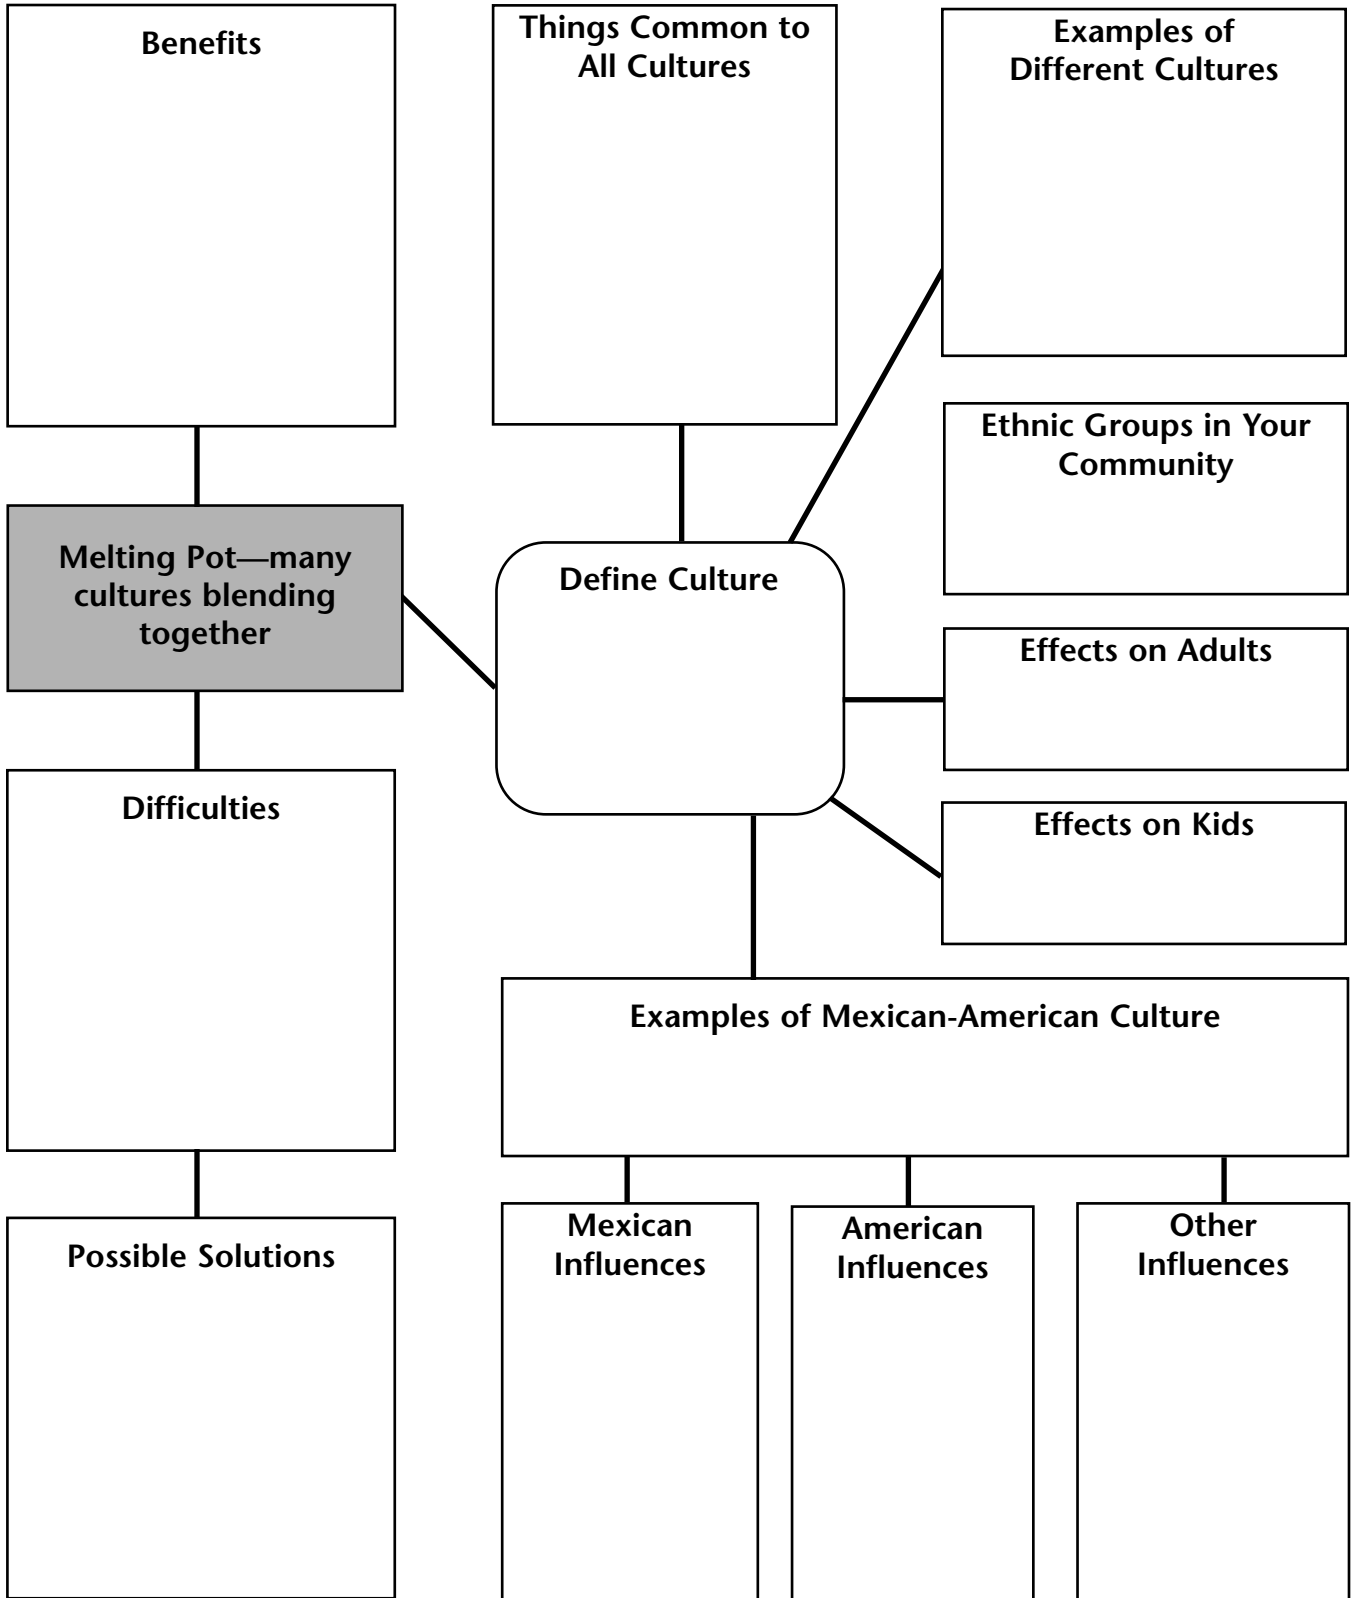 Benefits
Things Common to
All Cultures
Examples of
Different Cultures
Ethnic Groups in Your
Community
Melting Pot—many
cultures blending
together
Define Culture
Effects on Adults
Difficulties
Effects on Kids
Examples of Mexican-American Culture
Possible Solutions
Mexican
Influences
American
Influences
Other
Influences